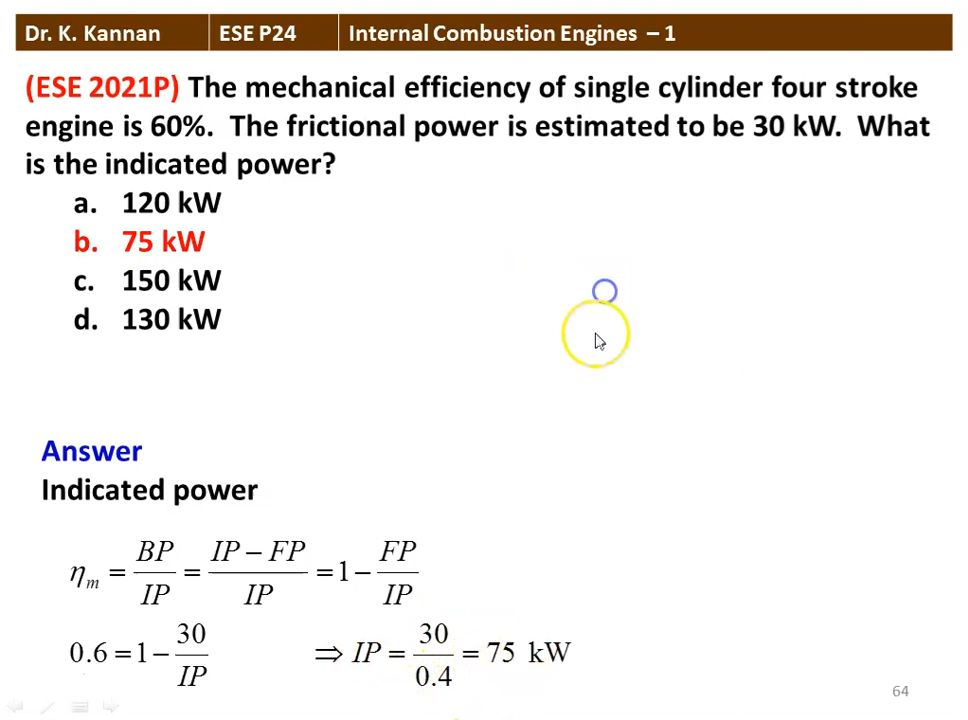 Dr. K. Kannan ESE P24 Internal Combustion Engines – 1
(ESE 2021P) The mechanical efficiency of single cylinder four stroke
engine is 60%. The frictional power is estimated to be 30 kW. What
is the indicated power?
a. 120 kW
b. 75 kW
c. 150 kW
d. 130 kW
Answer
Indicated power
η_m = BP/IP = (IP − FP)/IP = 1 − FP/IP
0.6 = 1 − 30/IP ⇒ IP = 30/0.4 = 75 kW
64